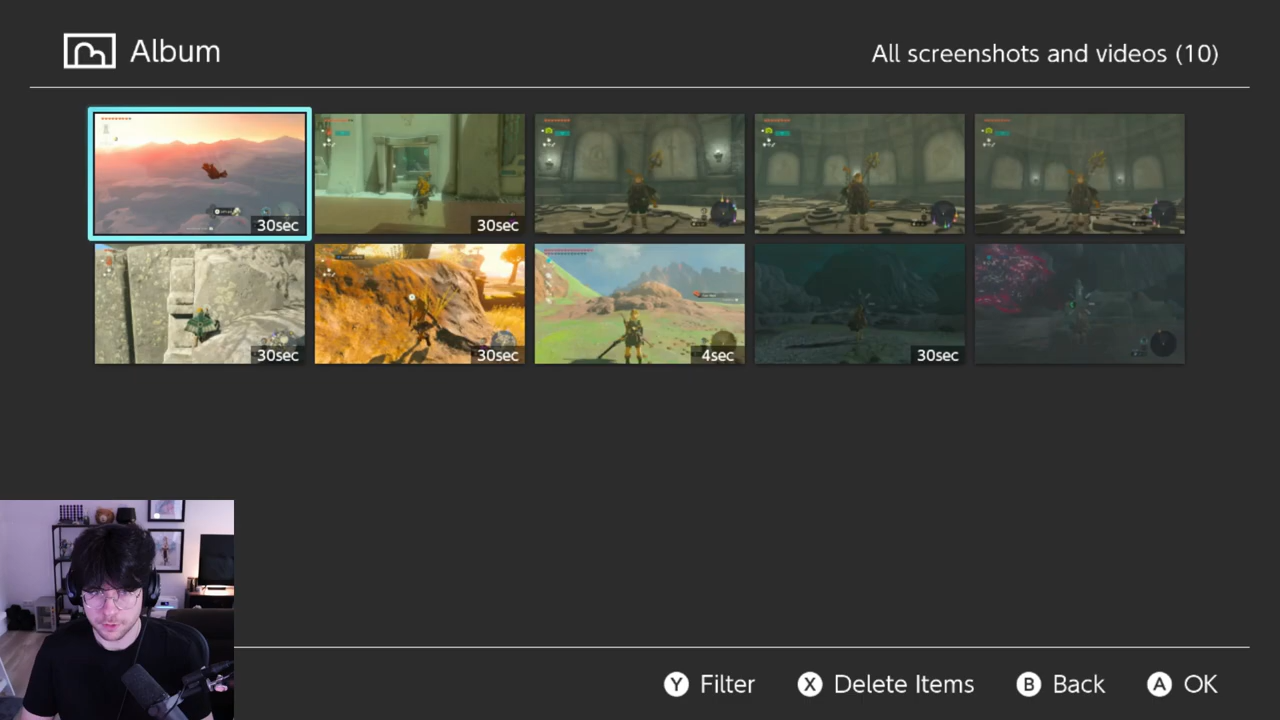 Album
All screenshots and videos (10)
30sec
30sec
30sec
30sec
4sec
30sec
Y Filter
X Delete Items
B Back
A OK